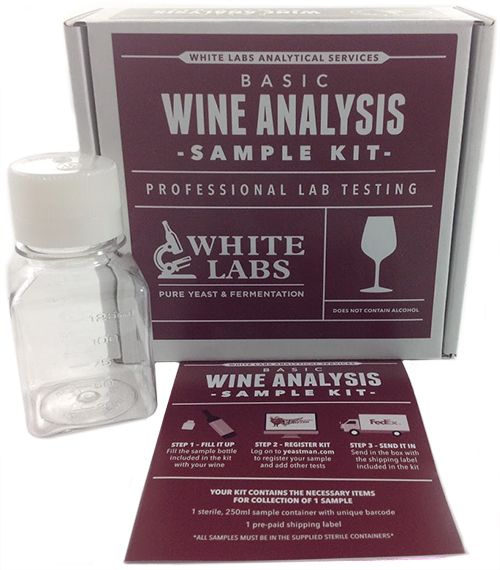 WHITE LABS ANALYTICAL SERVICES
BASIC
WINE ANALYSIS
-SAMPLE KIT-
PROFESSIONAL LAB TESTING
WHITE
LABS
PURE YEAST & FERMENTATION
DOES NOT CONTAIN ALCOHOL
100
WHITE LABS ANALYTICAL SERVICES
BASIC
WINE ANALYSIS
-SAMPLE KIT-
FedEx
STEP 1 - FILL IT UP
Fill the sample bottle
included in the kit
with your wine
STEP 2 - REGISTER KIT
Log on to yeastman.com
to register your sample
and add other tests
STEP 3 - SEND IT IN
Send in the box with
the shipping label
included in the kit
YOUR KIT CONTAINS THE NECESSARY ITEMS
FOR COLLECTION OF 1 SAMPLE
1 sterile, 250ml sample container with unique barcode
1 pre-paid shipping label
*ALL SAMPLES MUST BE IN THE SUPPLIED STERILE CONTAINERS*